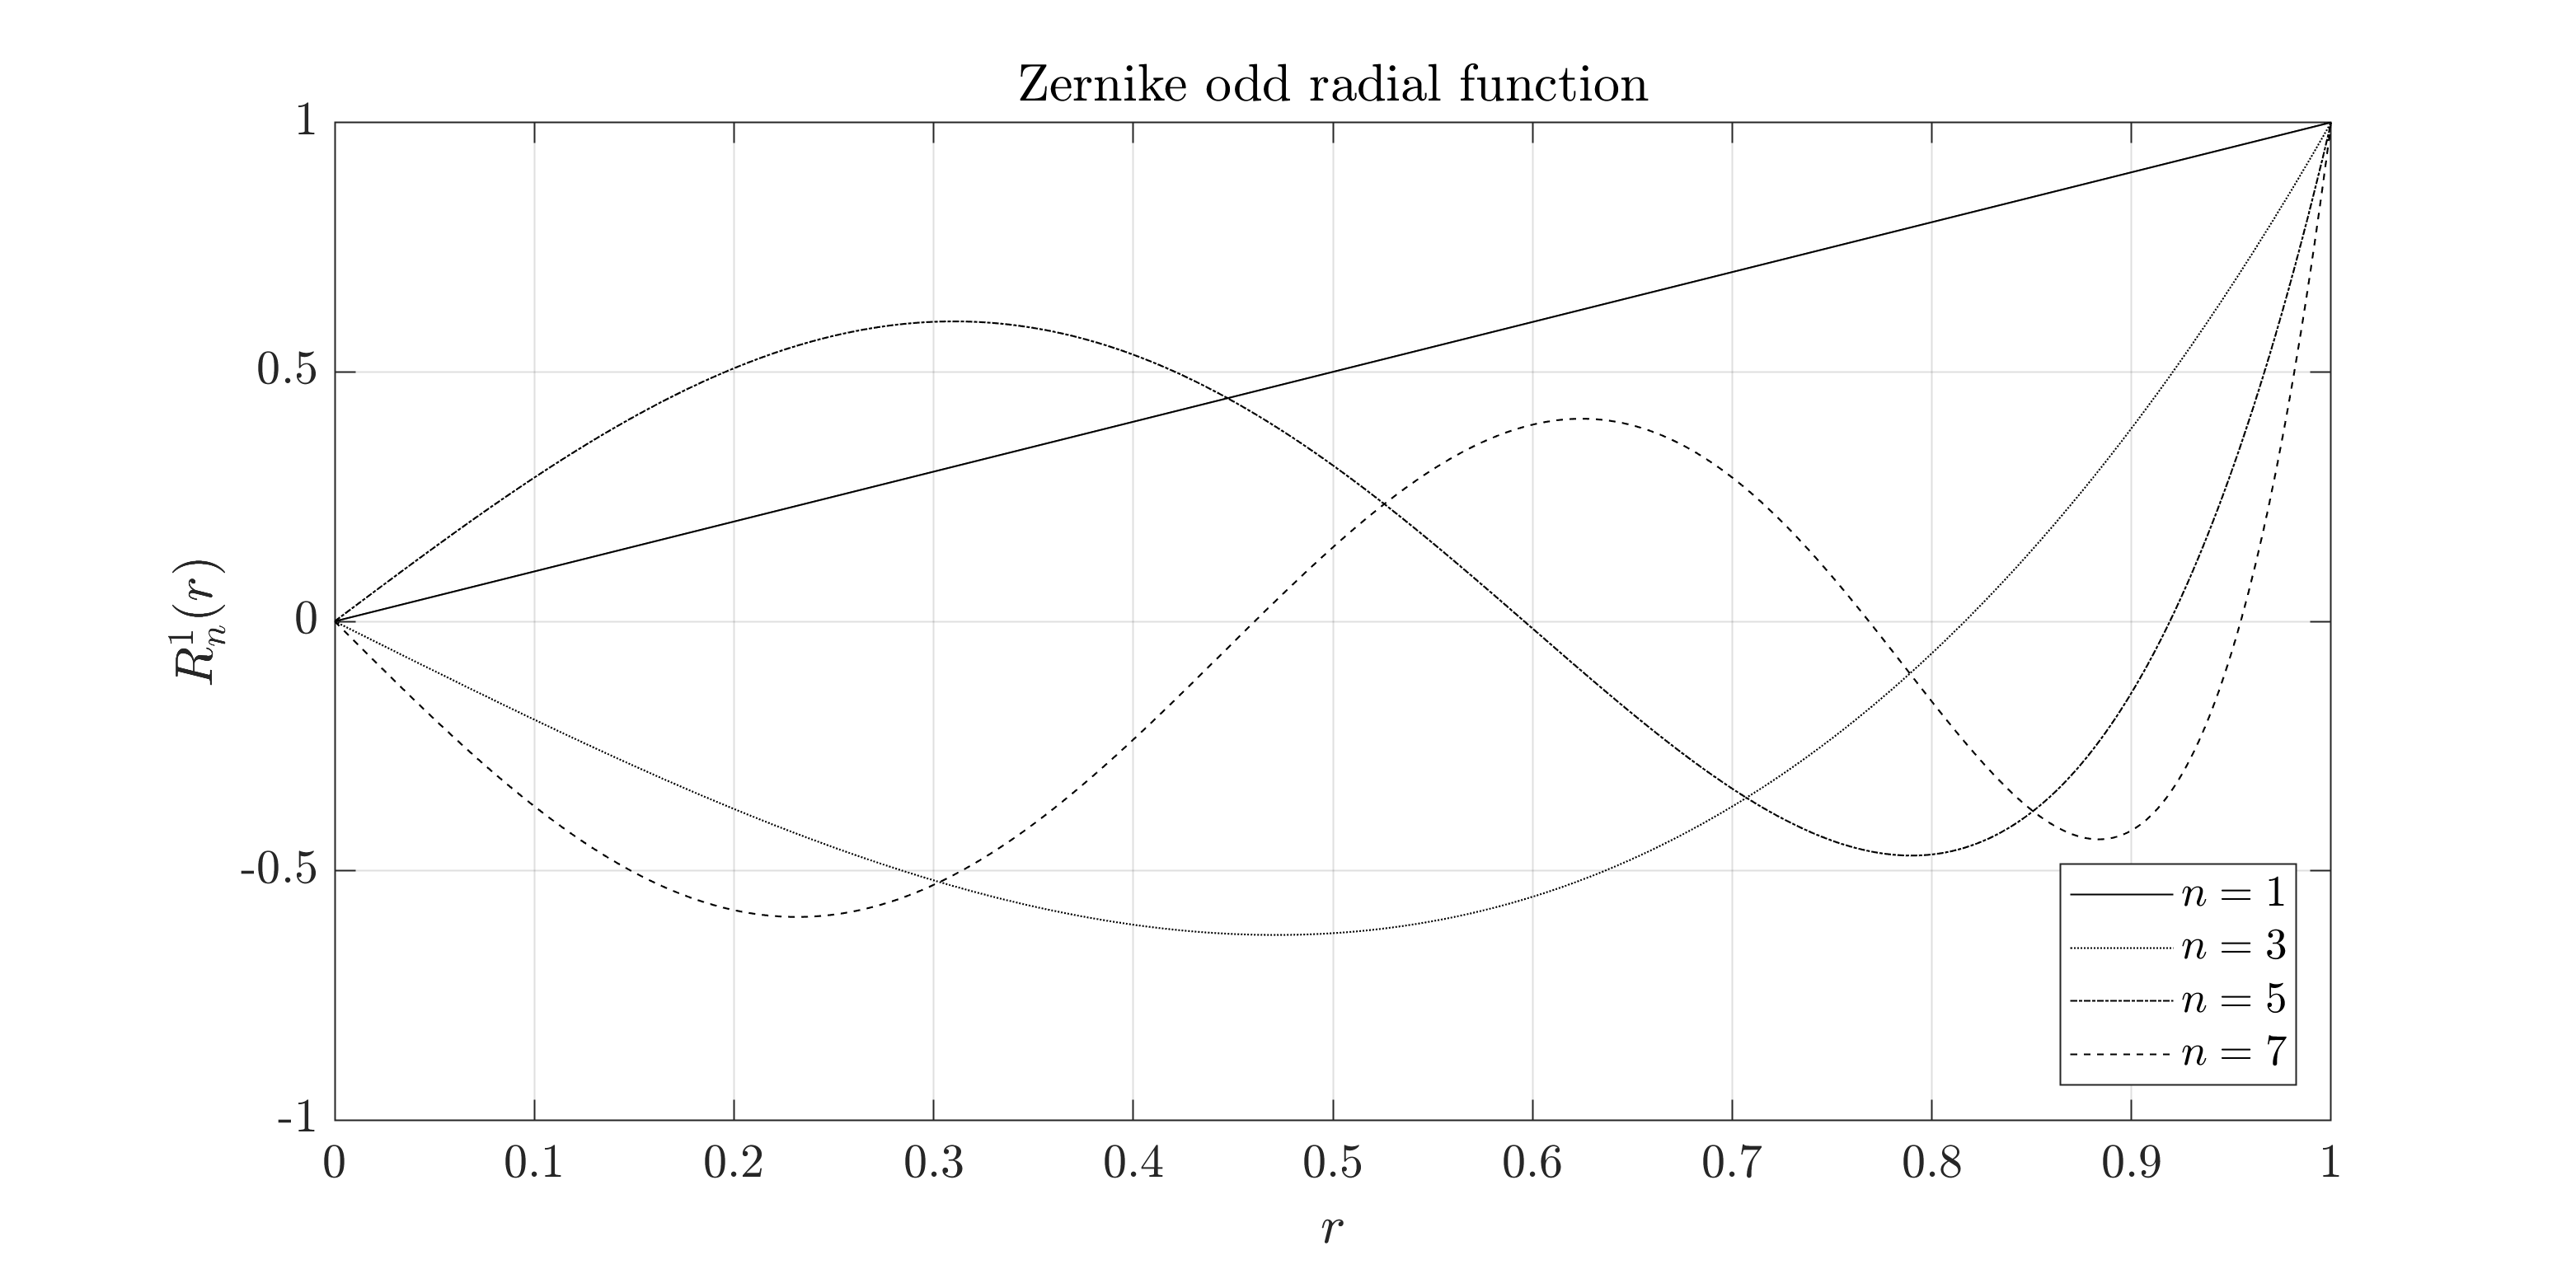 Zernike odd radial function
1
0.5
0
-0.5
-1
R_n^1(r)
0 0.1 0.2 0.3 0.4 0.5 0.6 0.7 0.8 0.9 1
r
n = 1
n = 3
n = 5
n = 7